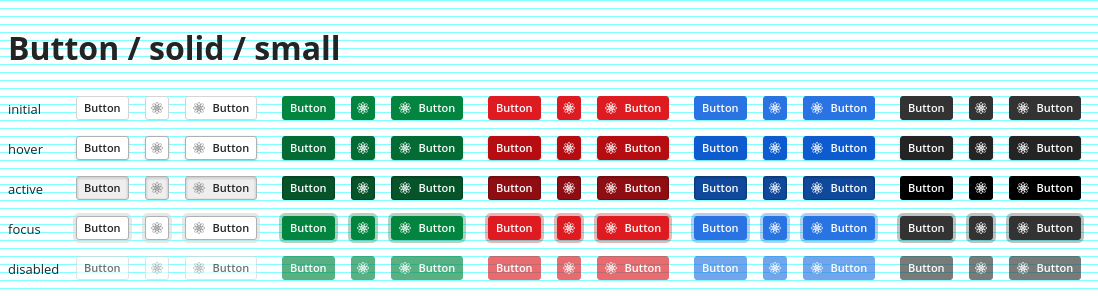 Button / solid / small
initial Button Button Button Button Button Button Button Button Button Button
hover Button Button Button Button Button Button Button Button Button Button
active Button Button Button Button Button Button Button Button Button Button
focus Button Button Button Button Button Button Button Button Button Button
disabled Button Button Button Button Button Button Button Button Button Button